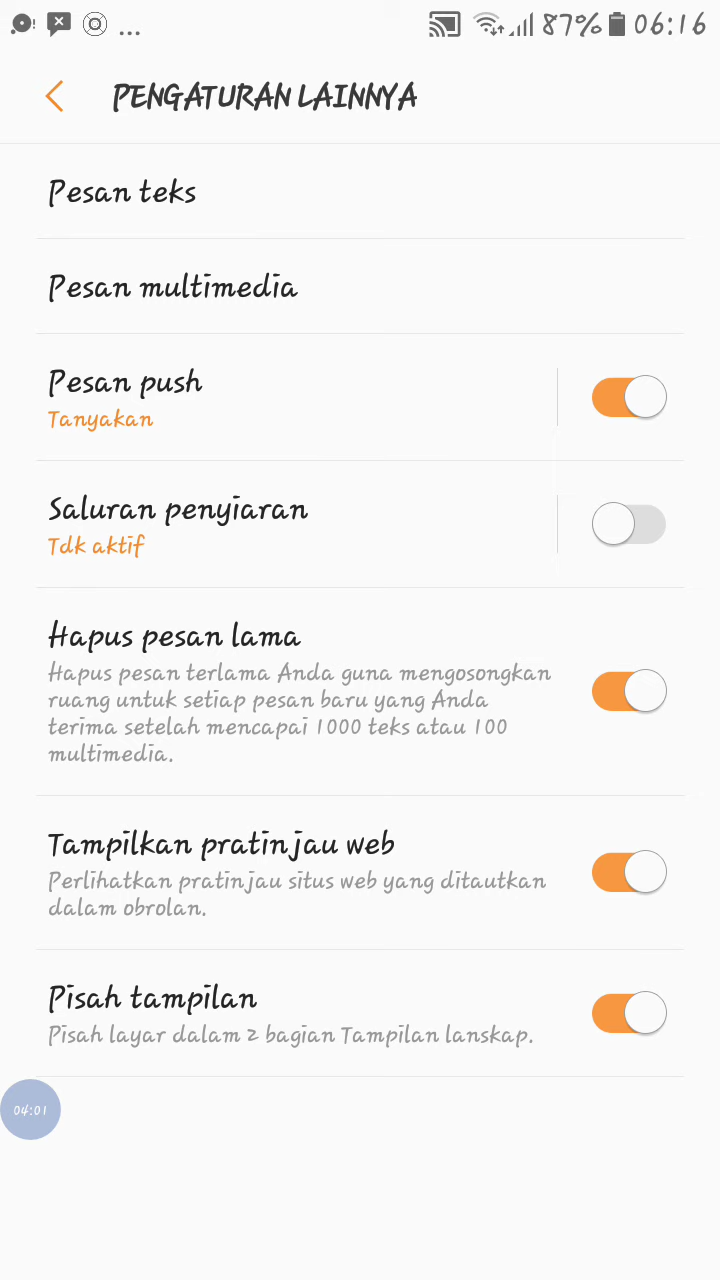 87% 06:16
PENGATURAN LAINNYA
Pesan teks
Pesan multimedia
Pesan push
Tanyakan
Saluran penyiaran
Tdk aktif
Hapus pesan lama
Hapus pesan terlama Anda guna mengosongkan
ruang untuk setiap pesan baru yang Anda
terima setelah mencapai 1000 teks atau 100
multimedia.
Tampilkan pratinjau web
Perlihatkan pratinjau situs web yang ditautkan
dalam obrolan.
Pisah tampilan
Pisah layar dalam 2 bagian Tampilan lanskap.
04:01